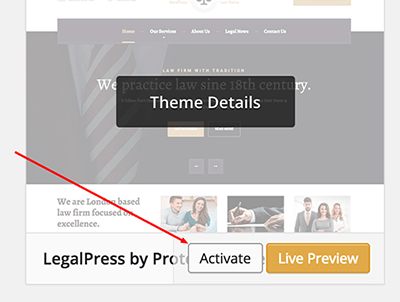 Home Our Services About Us Legal News Contact Us
LAW FIRM WITH TRADITION
We practice law sine 18th century.
Theme Details
We are London based
law firm focused on
excellence.
LegalPress by Prote
Activate
Live Preview